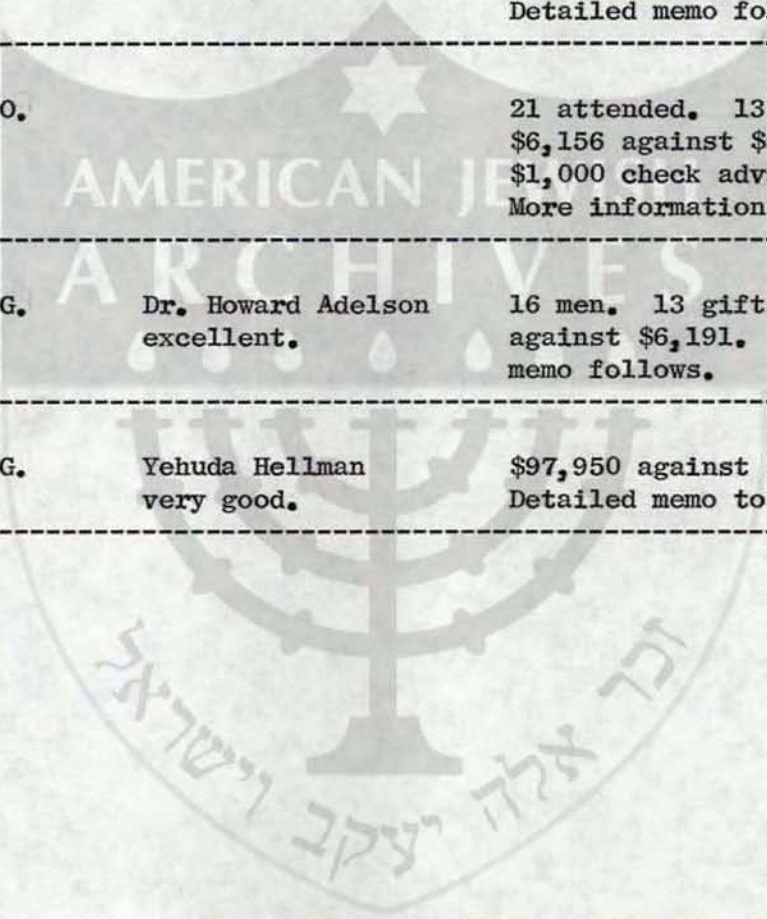 Detailed memo fo
O.
21 attended. 13
$6,156 against $
$1,000 check adv
More information
AMERICAN JEWISH
ARCHIVES
G. Dr. Howard Adelson 16 men. 13 gift
excellent. against $6,191.
memo follows.
G. Yehuda Hellman $97,950 against
very good. Detailed memo to
זכר אלה יעקב וישראל